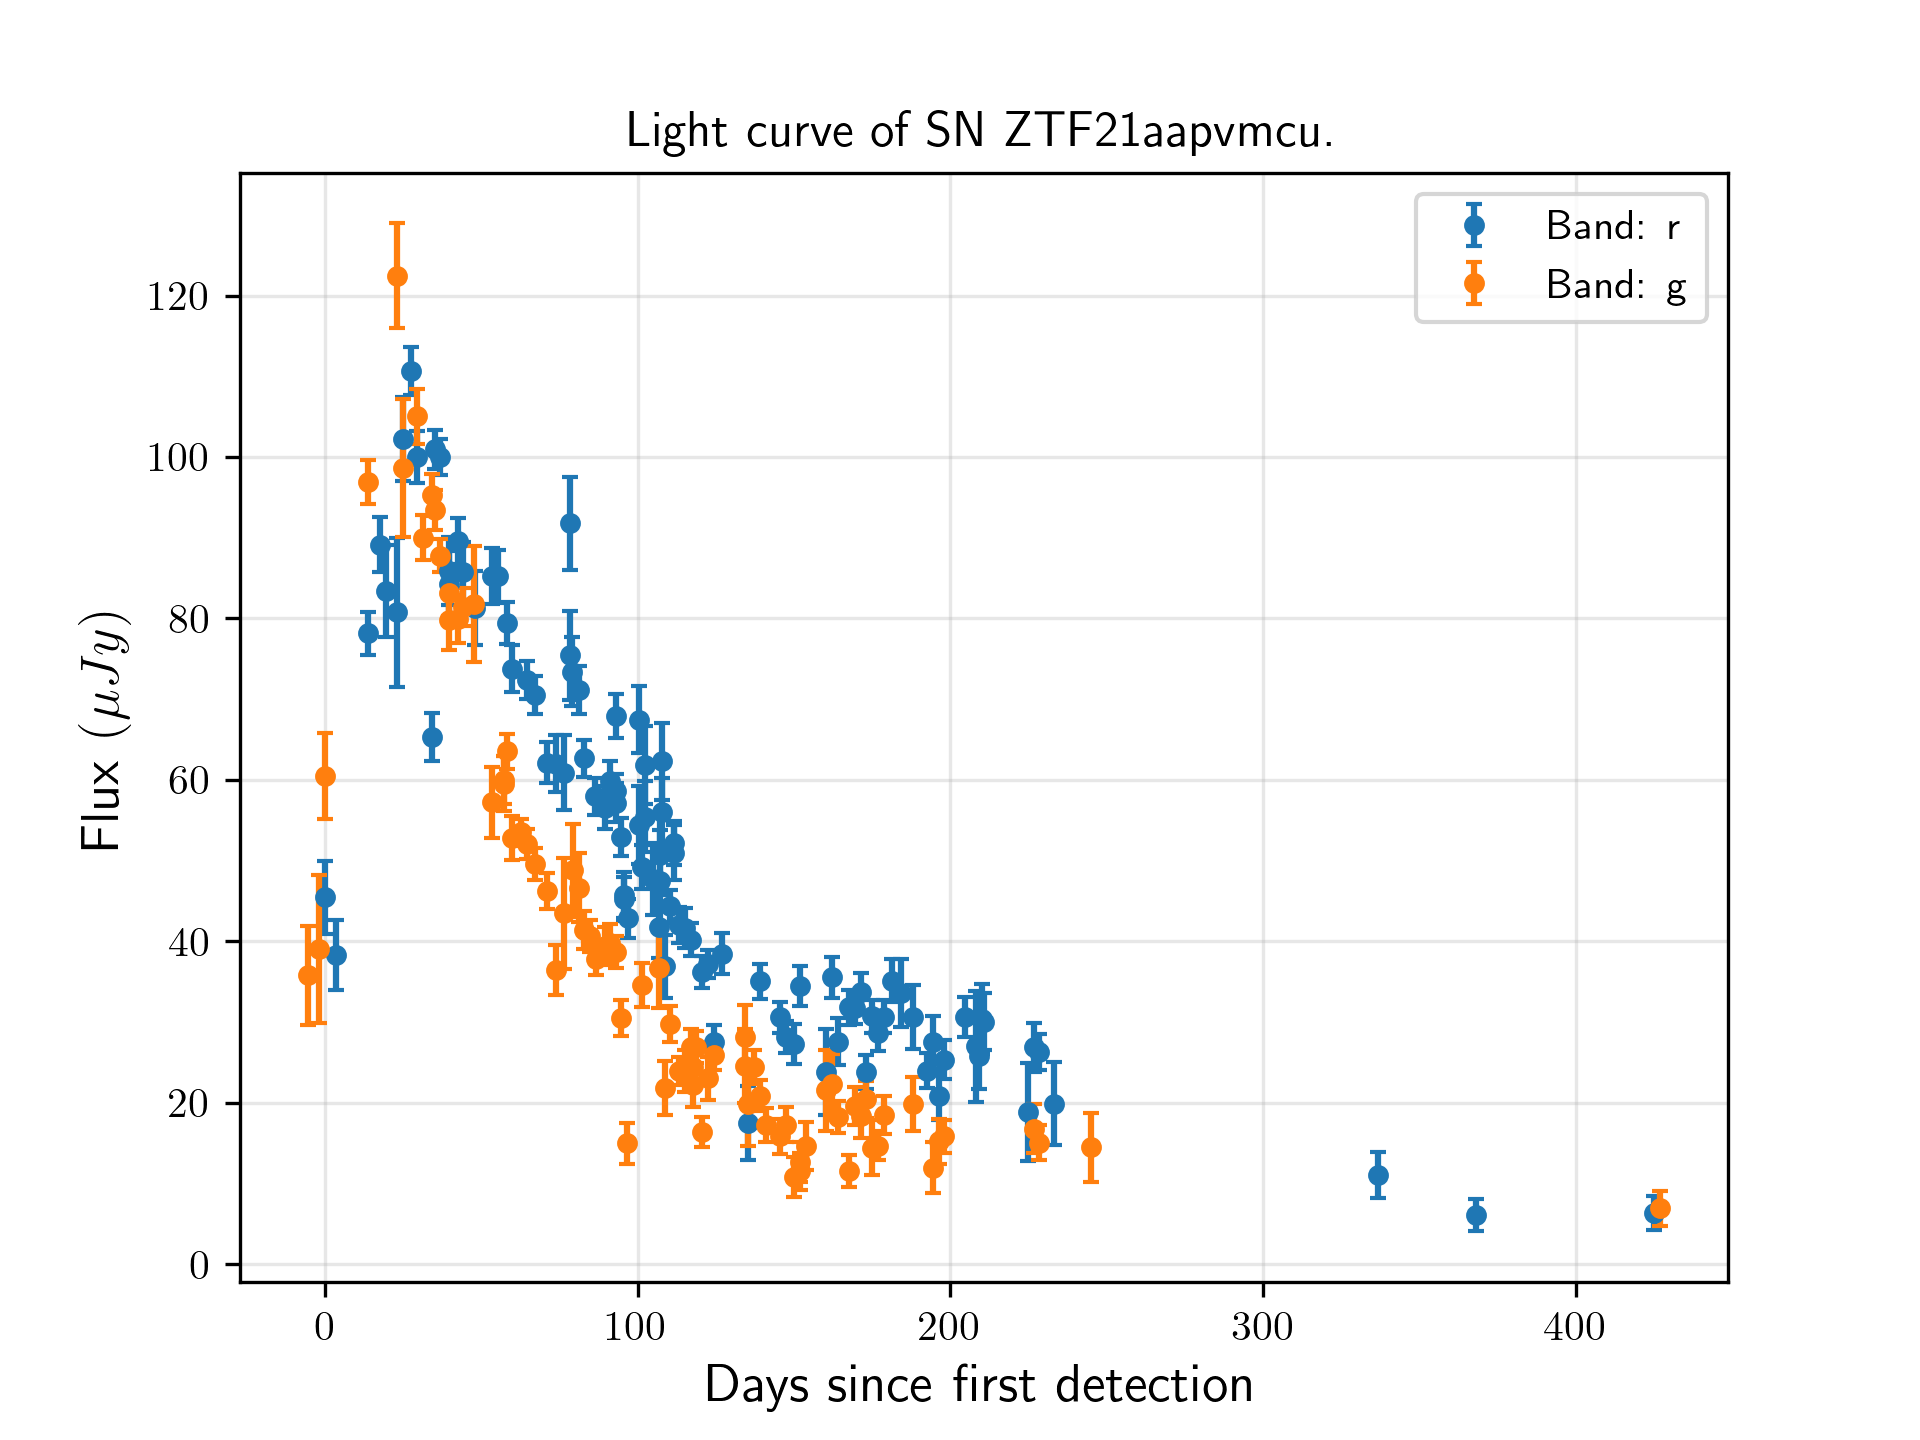 Light curve of SN ZTF21aapvmcu.
Band: r
Band: g
Flux (μJy)
120
100
80
60
40
20
0
0 100 200 300 400
Days since first detection